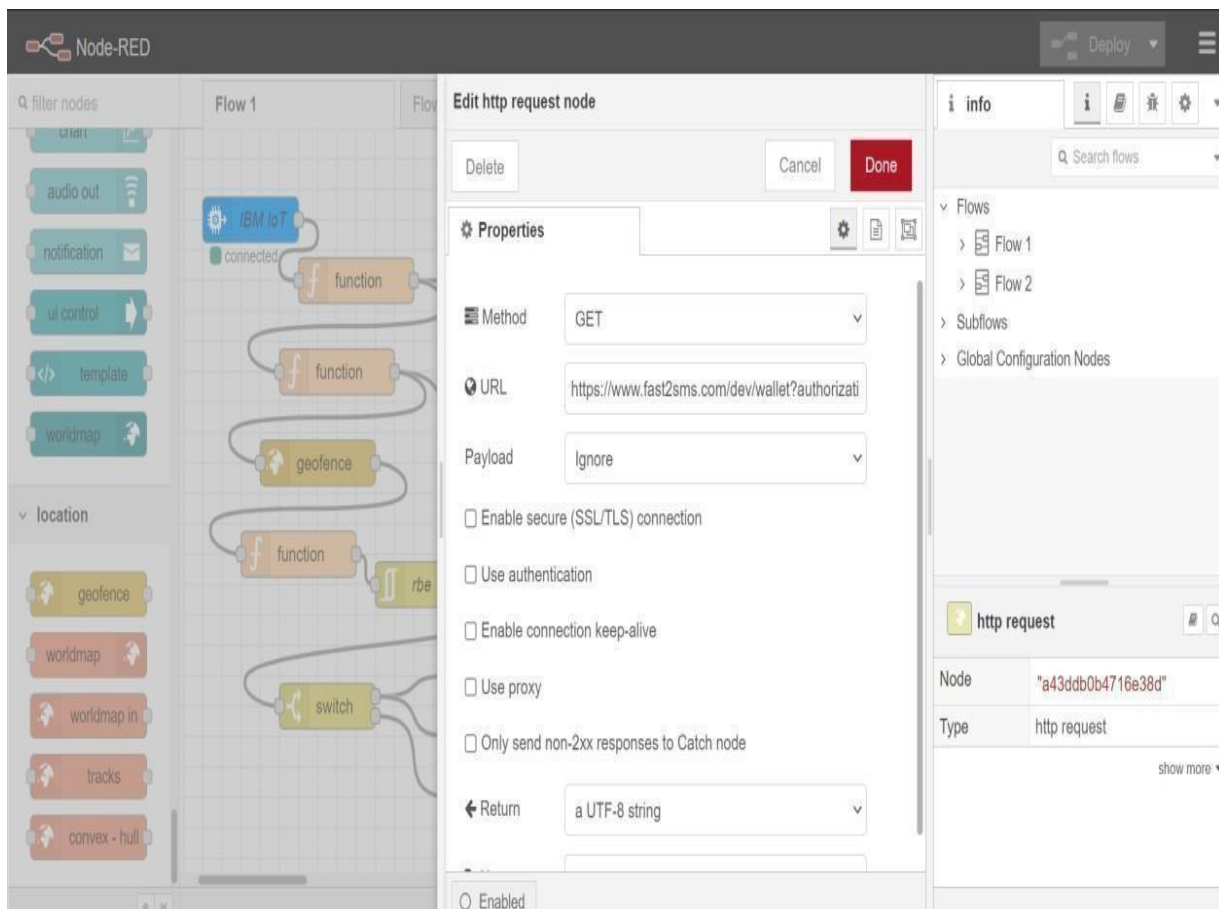 Node-RED
Deploy
filter nodes
Flow 1
Edit http request node
info
Delete
Cancel
Done
Search flows
audio out
IBM IoT
Properties
Flows
connected
Flow 1
notification
function
Flow 2
ui control
Method
GET
Subflows
Global Configuration Nodes
template
function
URL
https://www.fast2sms.com/dev/wallet?authorizati
worldmap
geofence
Payload
Ignore
location
Enable secure (SSL/TLS) connection
function
Use authentication
rbe
geofence
http request
Enable connection keep-alive
worldmap
Node
"a43ddb0b4716e38d"
Use proxy
worldmap in
switch
Type
http request
Only send non-2xx responses to Catch node
tracks
show more
Return
a UTF-8 string
convex - hull
Enabled